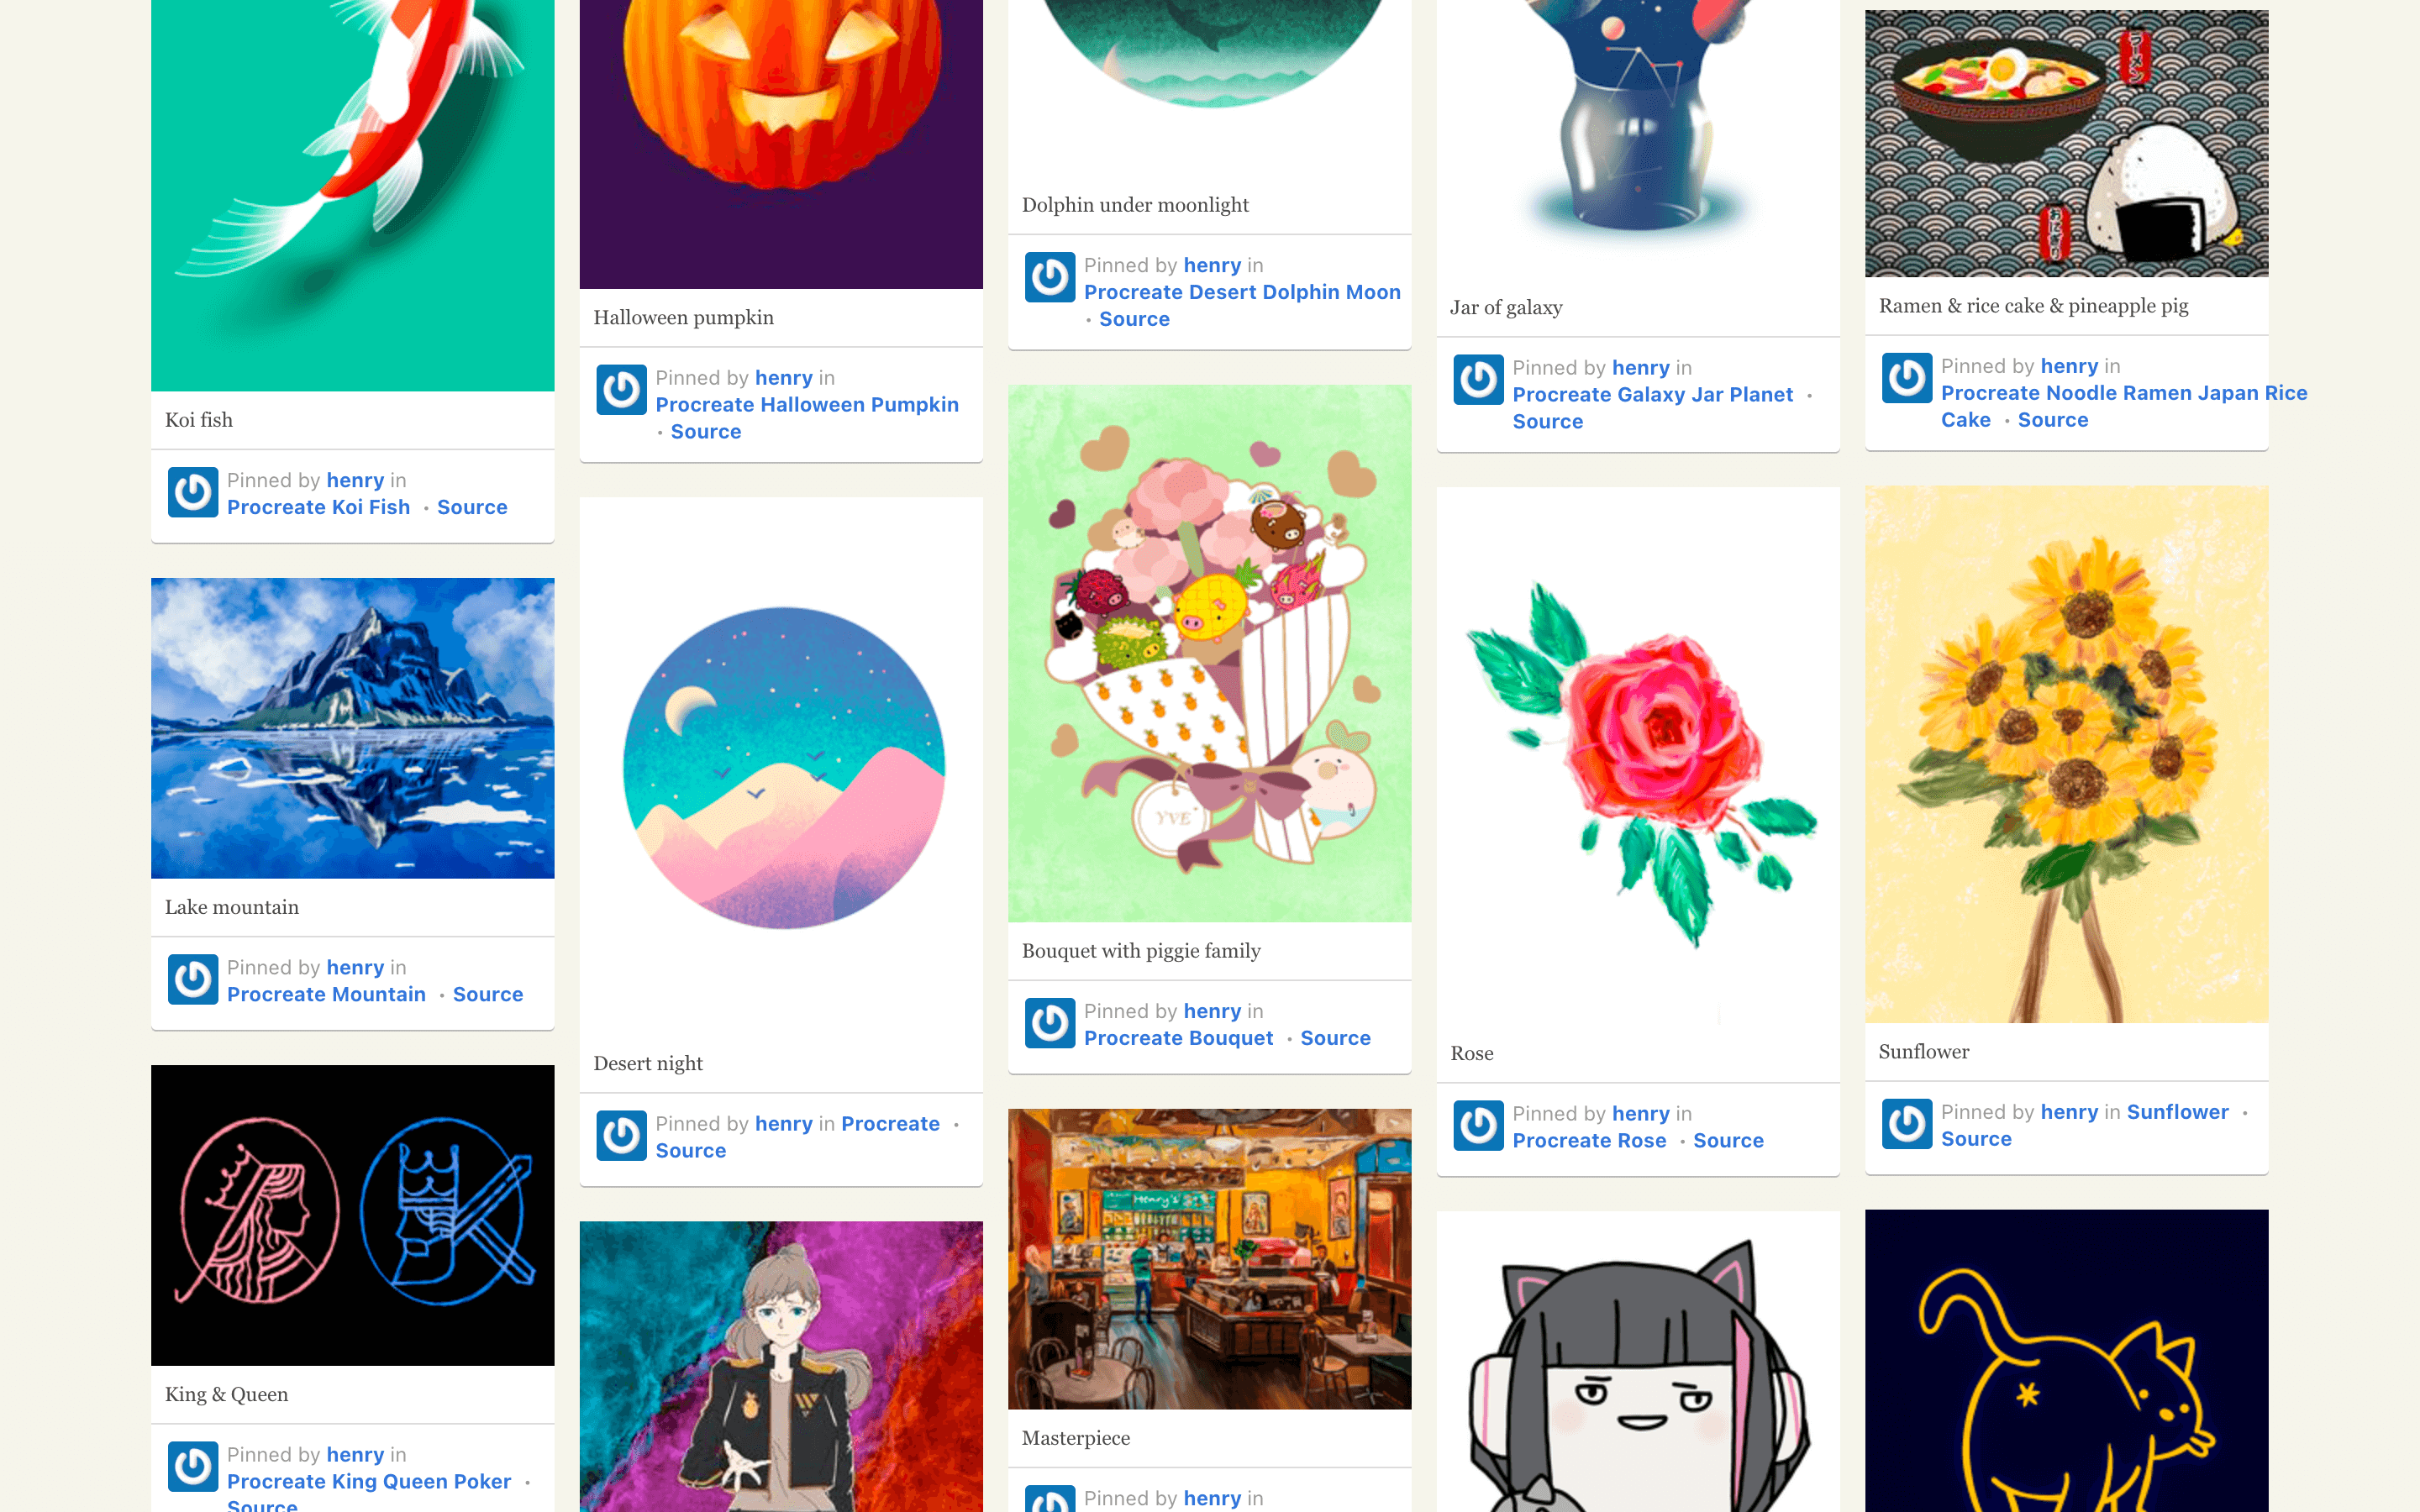 Koi fish
Pinned by henry in
Procreate Koi Fish · Source
Lake mountain
Pinned by henry in
Procreate Mountain · Source
King & Queen
Pinned by henry in
Procreate King Queen Poker ·
Source
Halloween pumpkin
Pinned by henry in
Procreate Halloween Pumpkin
· Source
Desert night
Pinned by henry in Procreate ·
Source
Dolphin under moonlight
Pinned by henry in
Procreate Desert Dolphin Moon
· Source
YVE
Bouquet with piggie family
Pinned by henry in
Procreate Bouquet · Source
Henry's
Masterpiece
Pinned by henry in
Jar of galaxy
Pinned by henry in
Procreate Galaxy Jar Planet ·
Source
Rose
Pinned by henry in
Procreate Rose · Source
ラーメン
おにぎり
Ramen & rice cake & pineapple pig
Pinned by henry in
Procreate Noodle Ramen Japan Rice
Cake · Source
Sunflower
Pinned by henry in Sunflower ·
Source